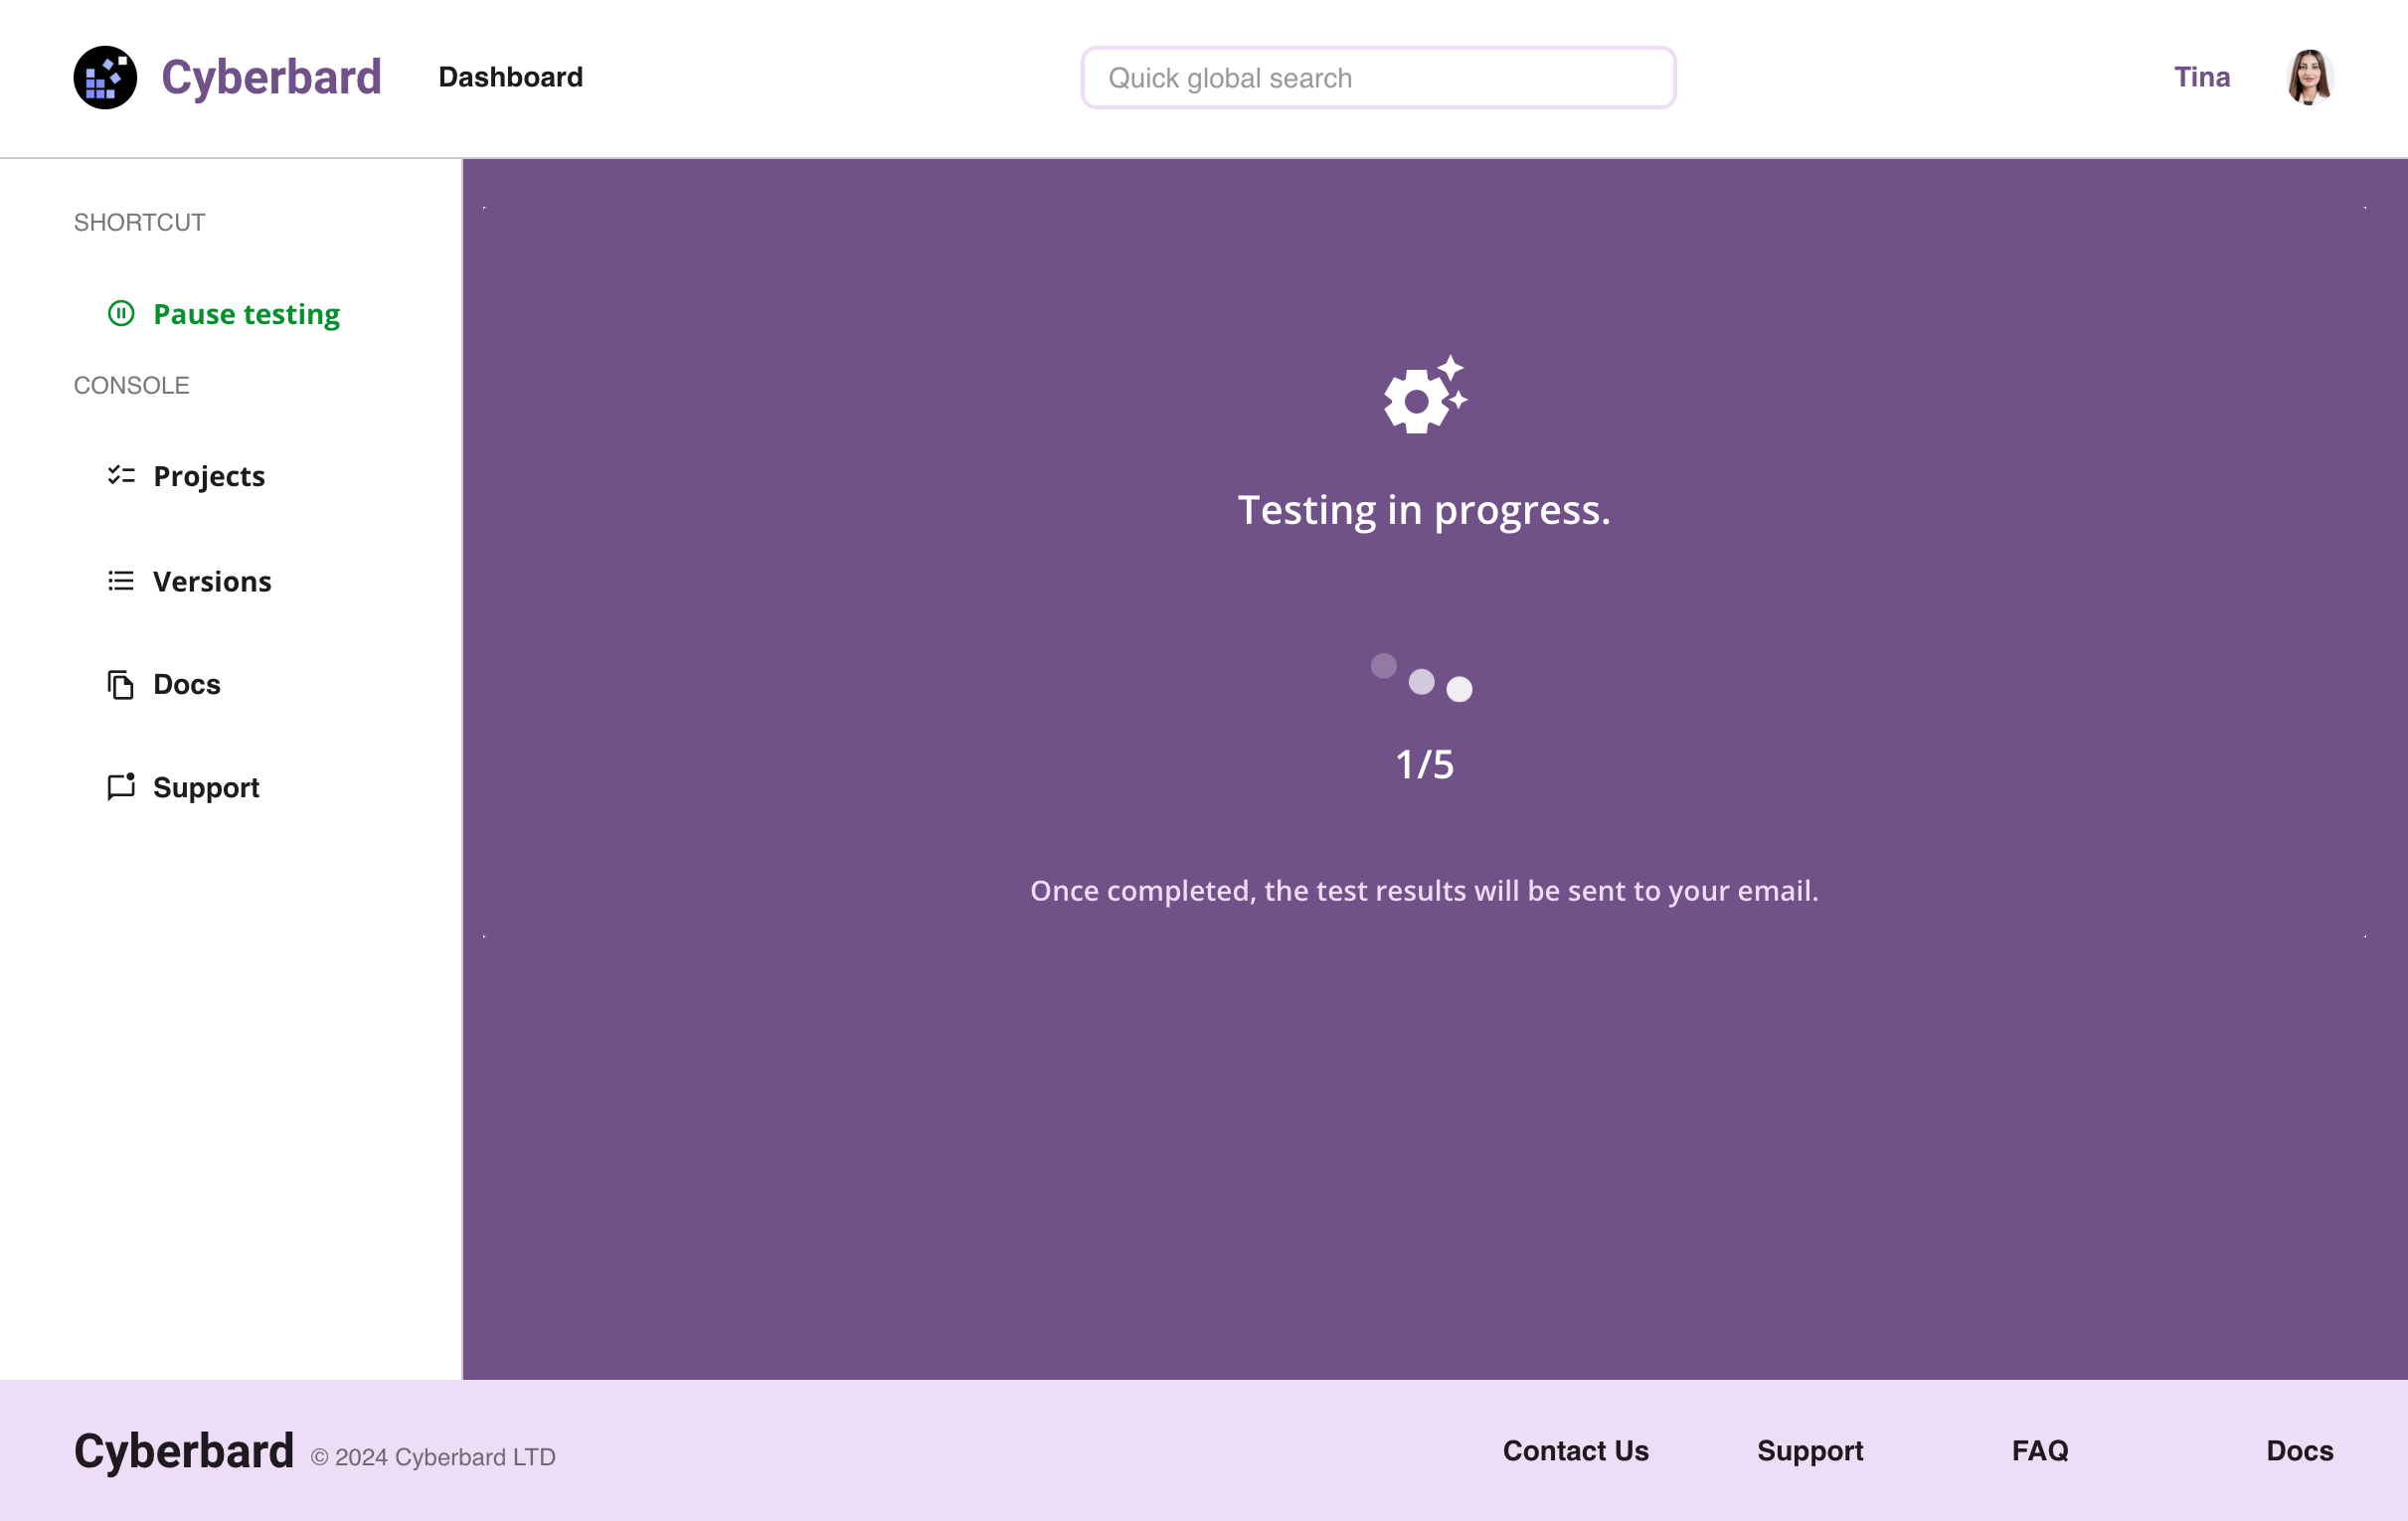 Cyberbard
Dashboard
Quick global search
Tina
SHORTCUT
Pause testing
CONSOLE
Projects
Versions
Docs
Support
Testing in progress.
1/5
Once completed, the test results will be sent to your email.
Cyberbard © 2024 Cyberbard LTD
Contact Us
Support
FAQ
Docs